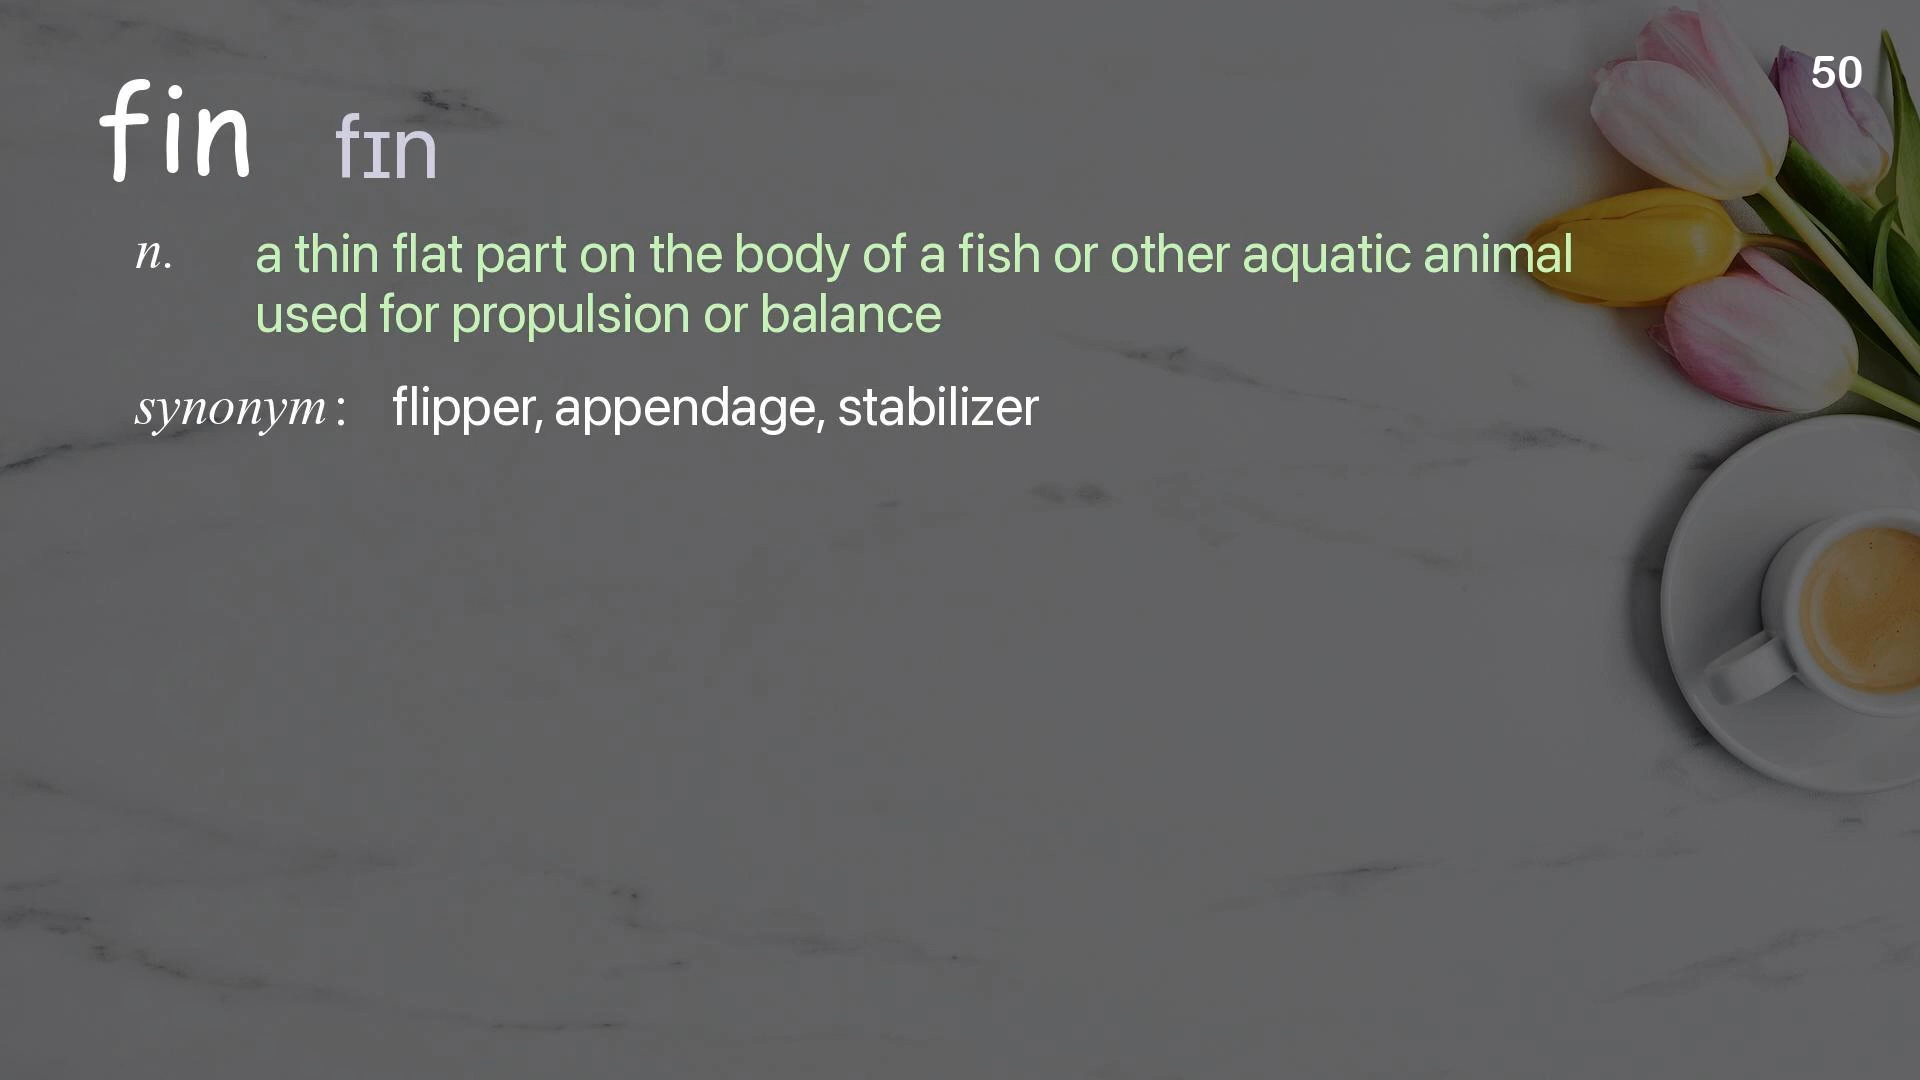 50
fin fɪn
n. a thin flat part on the body of a fish or other aquatic animal
used for propulsion or balance
synonym: flipper, appendage, stabilizer